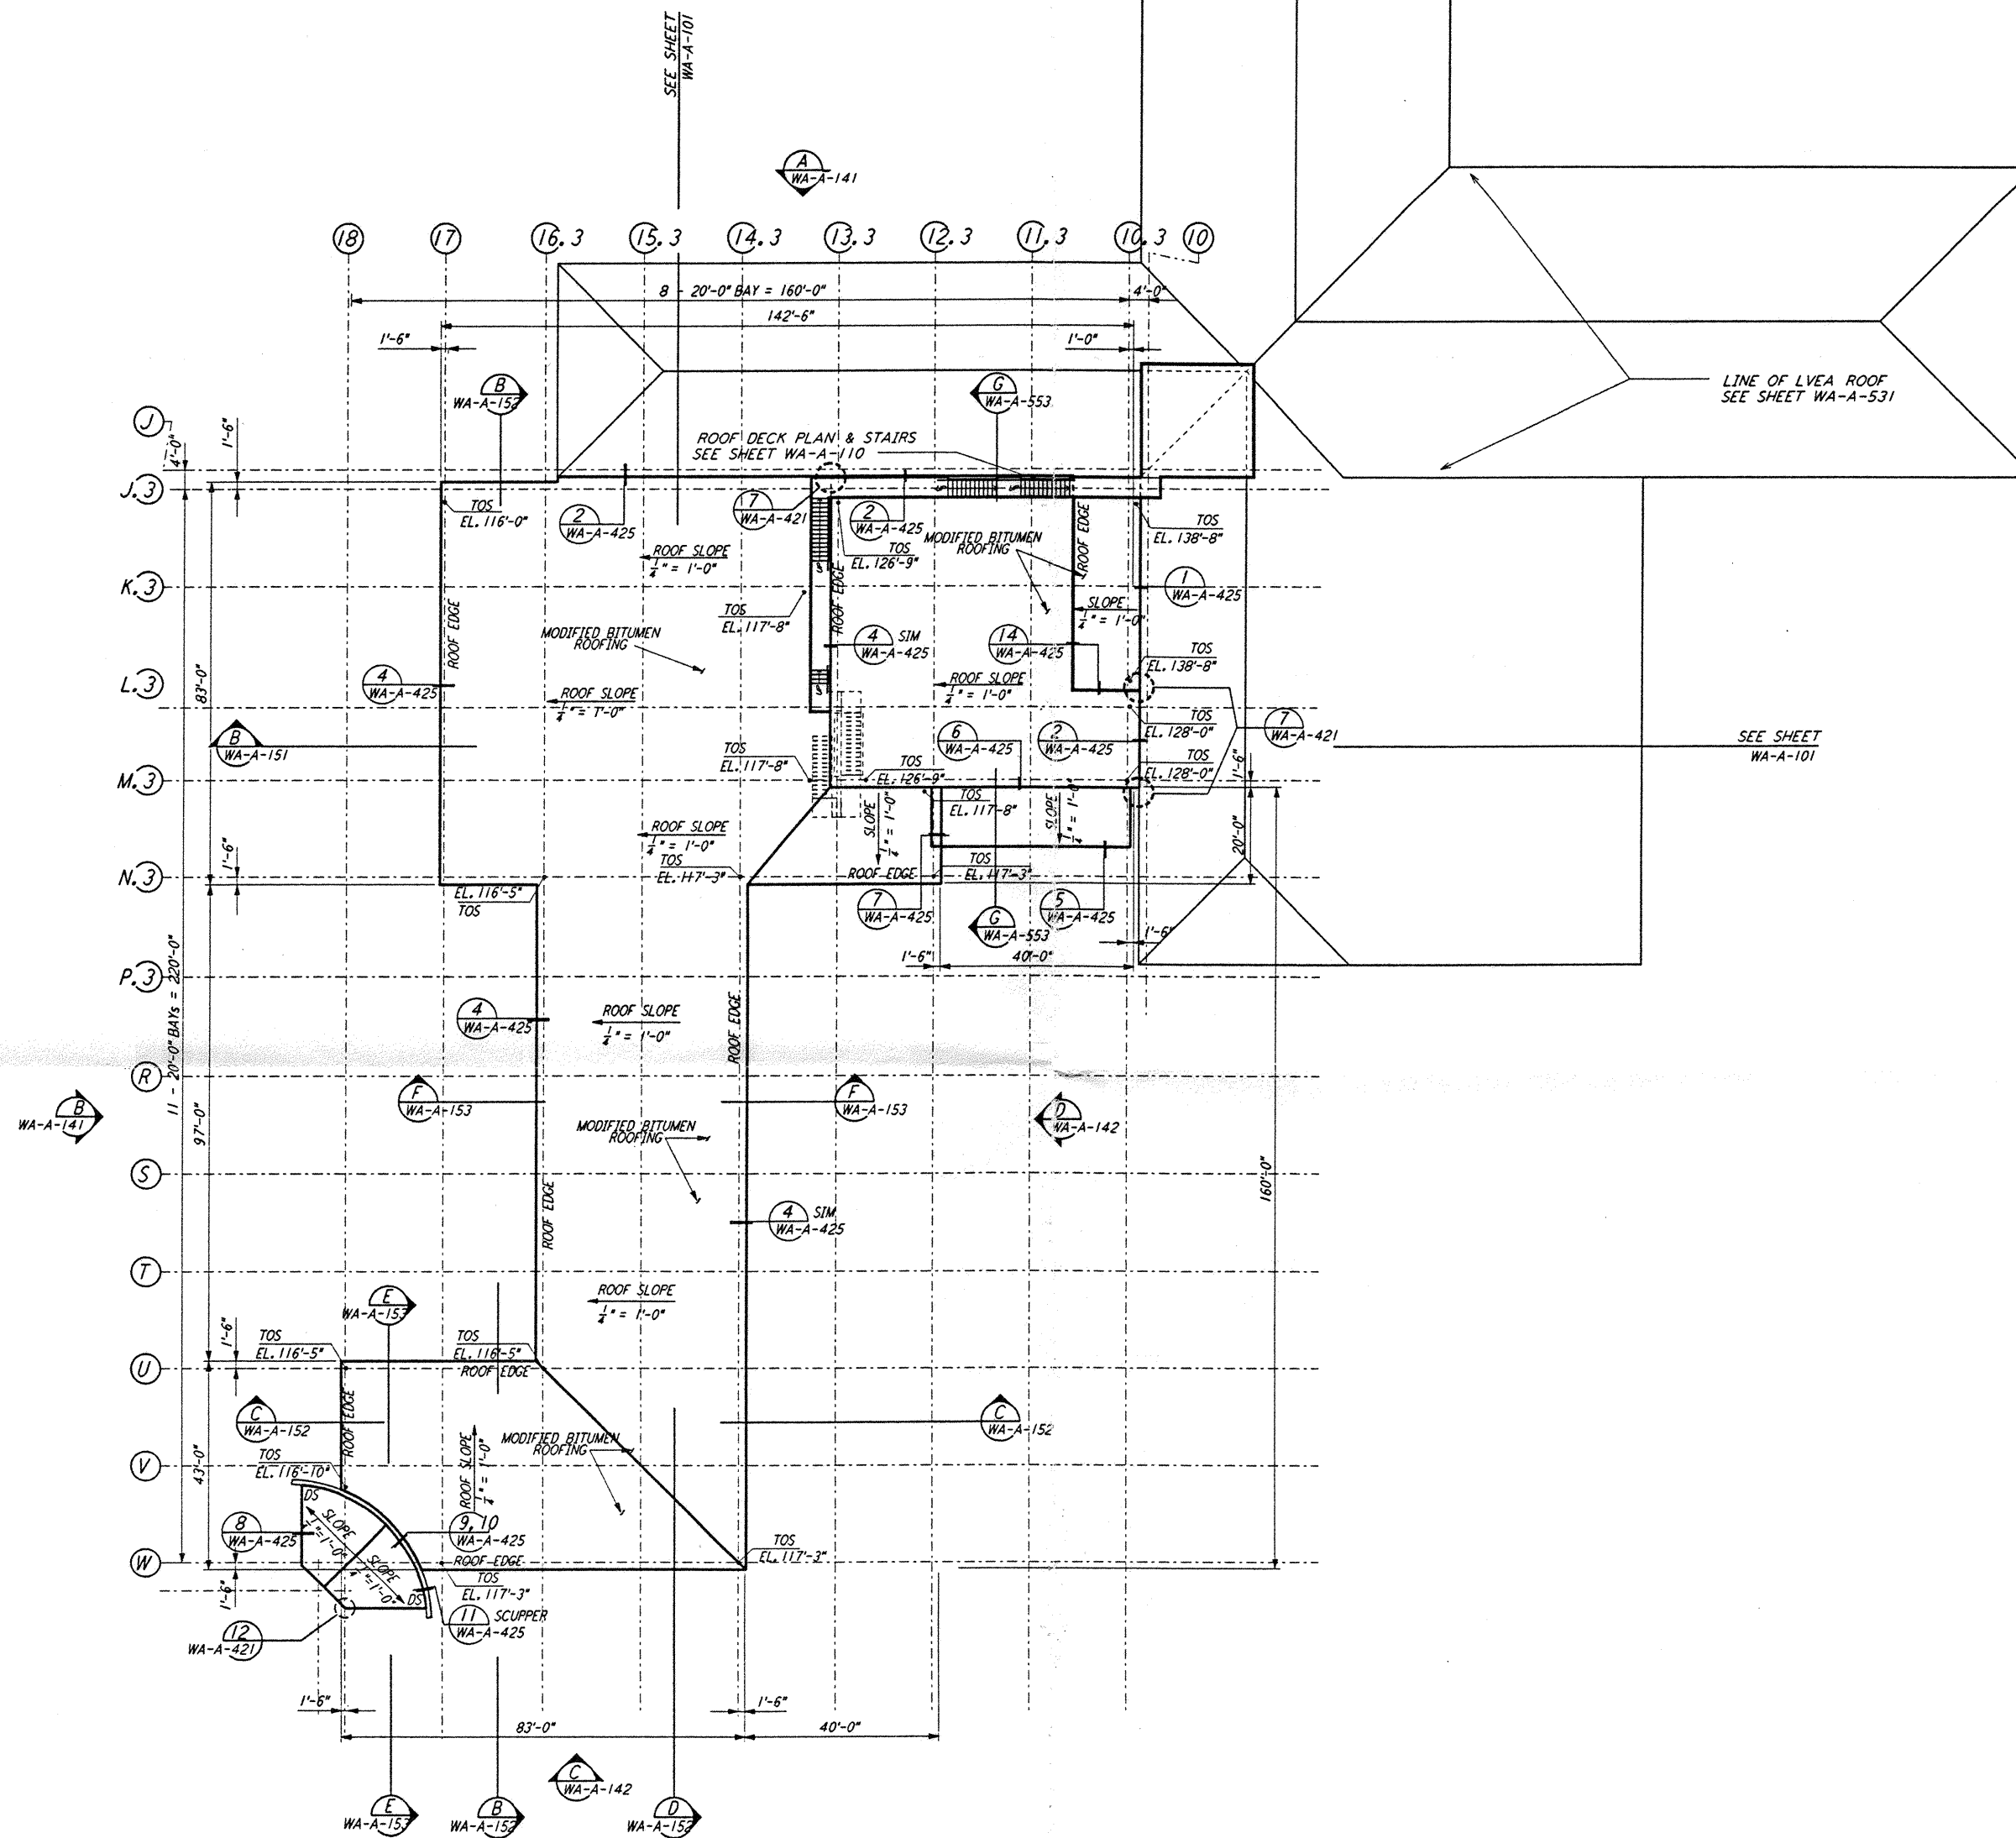 SEE SHEET
WA-A-101
A
WA-A-141
18
17
16.3
15.3
14.3
13.3
12.3
11.3
10.3
10
8 - 20'-0" BAY = 160'-0"
4'-0"
142'-6"
1'-6"
1'-0"
B
WA-A-152
G
WA-A-553
LINE OF LVEA ROOF
SEE SHEET WA-A-531
J
4'-0"
1'-6"
ROOF DECK PLAN & STAIRS
SEE SHEET WA-A-110
J.3
TOS
EL. 116'-0"
2
WA-A-425
7
WA-A-421
2
WA-A-425
MODIFIED BITUMEN
ROOFING
ROOF EDGE
TOS
EL. 138'-8"
ROOF SLOPE
1/4" = 1'-0"
TOS
EL. 126'-9"
K.3
1
WA-A-425
ROOF EDGE
ROOF EDGE
TOS
EL. 117'-8"
SLOPE
1/4" = 1'-0"
MODIFIED BITUMEN
ROOFING
4 SIM
WA-A-425
14
WA-A-425
TOS
EL. 138'-8"
L.3
83'-0"
4
WA-A-425
ROOF SLOPE
1/4" = 1'-0"
ROOF SLOPE
1/4" = 1'-0"
TOS
EL. 128'-0"
7
WA-A-421
B
WA-A-151
6
WA-A-425
2
WA-A-425
SEE SHEET
WA-A-101
M.3
TOS
EL. 117'-8"
TOS
EL. 126'-9"
TOS
EL. 128'-0"
1'-6"
TOS
EL. 117-8"
SLOPE
1/4" = 1'-0"
SLOPE
1/4" = 1'-0"
20'-0"
ROOF SLOPE
1/4" = 1'-0"
N.3
1'-6"
TOS
EL. 117'-3"
ROOF EDGE
TOS
EL. 117'-3"
EL. 116'-5"
TOS
7
WA-A-425
G
WA-A-553
5
WA-A-425
1'-6"
1'-6"
40'-0"
P.3
11 - 20'-0" BAYs = 220'-0"
4
WA-A-425
ROOF SLOPE
1/4" = 1'-0"
ROOF EDGE
R
B
WA-A-141
97'-0"
F
WA-A-153
F
WA-A-153
D
WA-A-142
MODIFIED BITUMEN
ROOFING
S
160'-0"
ROOF EDGE
4 SIM
WA-A-425
T
ROOF SLOPE
1/4" = 1'-0"
E
WA-A-153
1'-6"
TOS
EL. 116'-5"
TOS
EL. 116'-5"
ROOF EDGE
U
ROOF EDGE
C
WA-A-152
C
WA-A-152
ROOF SLOPE
1/4" = 1'-0"
MODIFIED BITUMEN
ROOFING
V
43'-0"
TOS
EL. 116'-10"
DS
SLOPE
1/4"=1'-0"
8
WA-A-425
9,10
WA-A-425
W
ROOF EDGE
TOS
EL. 117'-3"
SLOPE
1/4"=1'-0"
DS
TOS
EL. 117'-3"
1'-6"
11 SCUPPER
WA-A-425
12
WA-A-421
1'-6"
1'-6"
83'-0"
40'-0"
C
WA-A-142
E
WA-A-153
B
WA-A-152
D
WA-A-152